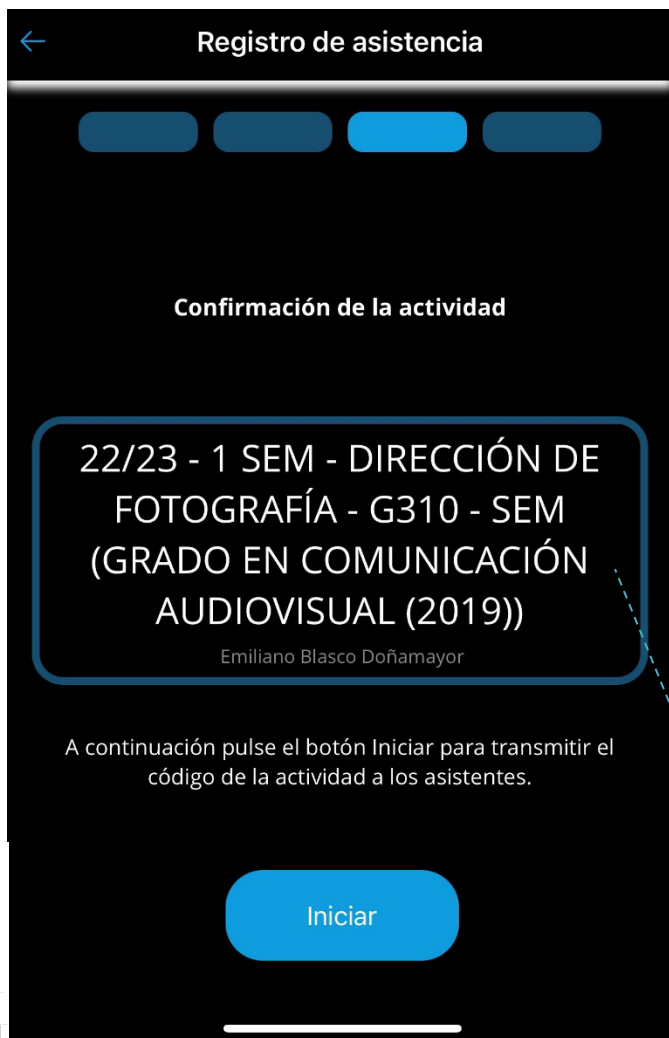 Registro de asistencia
Confirmación de la actividad
22/23 - 1 SEM - DIRECCIÓN DE
FOTOGRAFÍA - G310 - SEM
(GRADO EN COMUNICACIÓN
AUDIOVISUAL (2019))
Emiliano Blasco Doñamayor
A continuación pulse el botón Iniciar para transmitir el
código de la actividad a los asistentes.
Iniciar